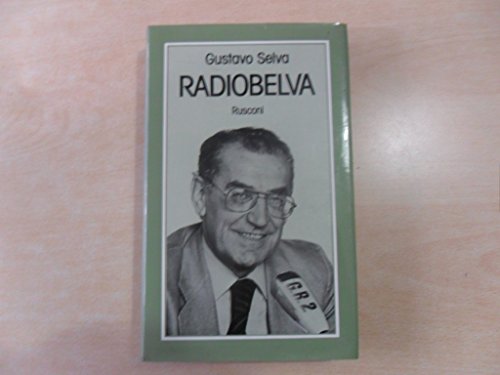 Gustavo Selva
RADIOBELVA
Rusconi
GR2